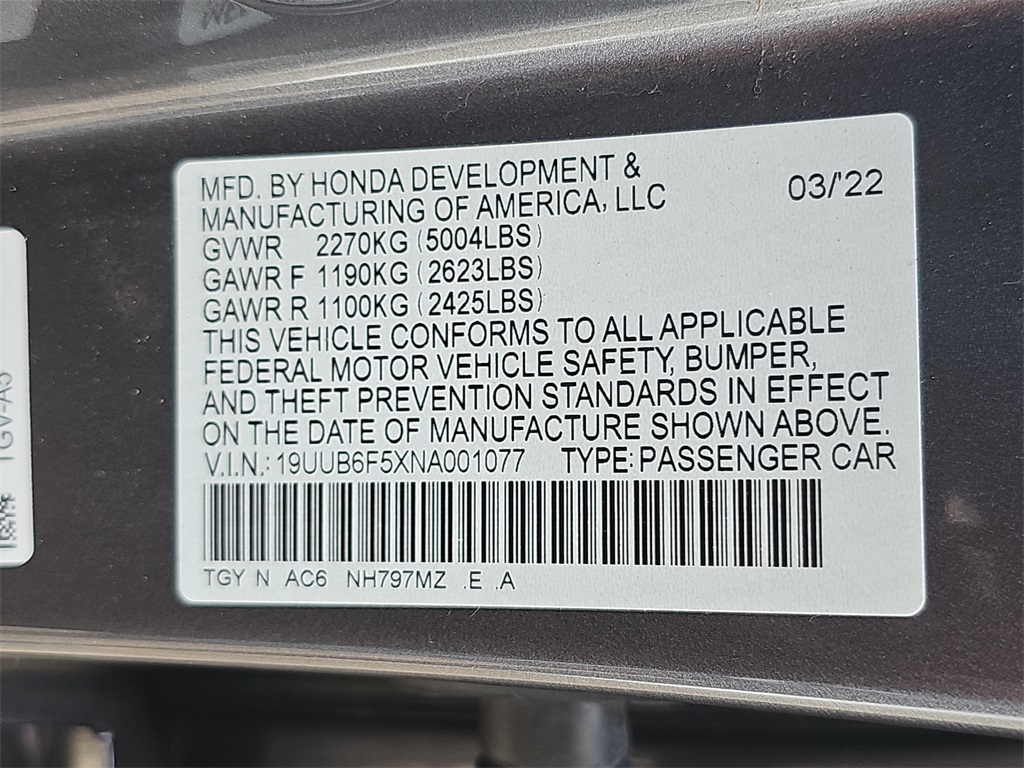 MFD. BY HONDA DEVELOPMENT &
MANUFACTURING OF AMERICA, LLC
03/'22
GVWR 2270KG (5004LBS)
GAWR F 1190KG (2623LBS)
GAWR R 1100KG (2425LBS)
THIS VEHICLE CONFORMS TO ALL APPLICABLE
FEDERAL MOTOR VEHICLE SAFETY, BUMPER,
AND THEFT PREVENTION STANDARDS IN EFFECT
ON THE DATE OF MANUFACTURE SHOWN ABOVE.
V.I.N.: 19UUB6F5XNA001077 TYPE: PASSENGER CAR
TGY N AC6 NH797MZ .E .A